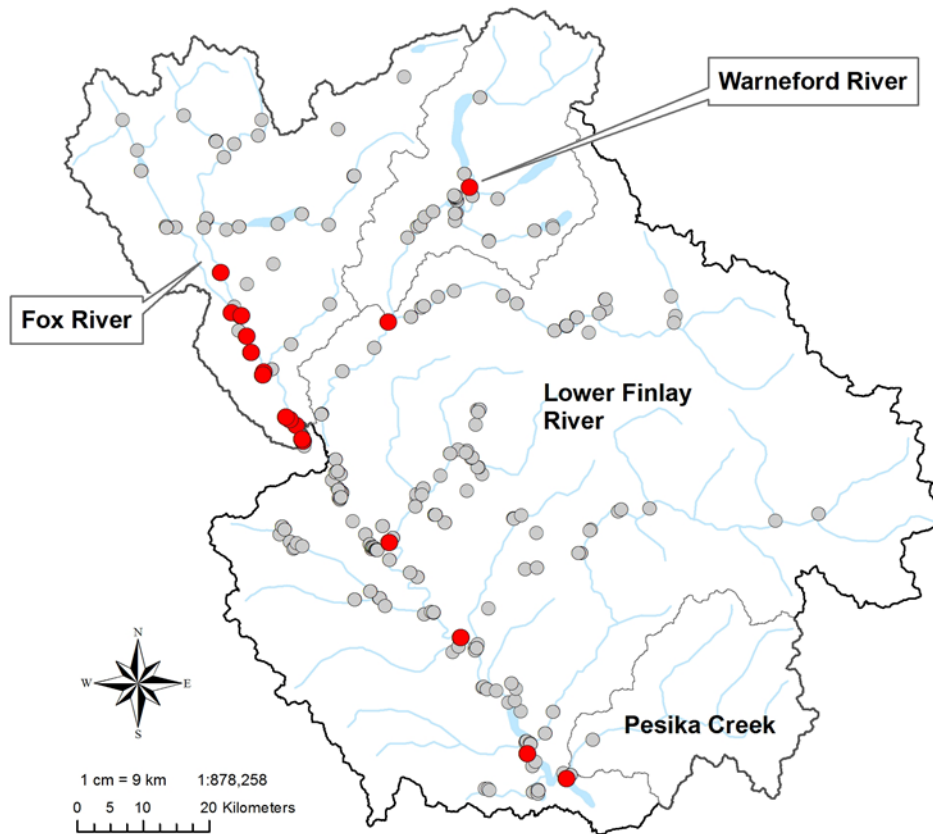 Warneford River
Fox River
Lower Finlay
River
Pesika Creek
N
W
E
S
1 cm = 9 km 1:878,258
0 5 10 20 Kilometers